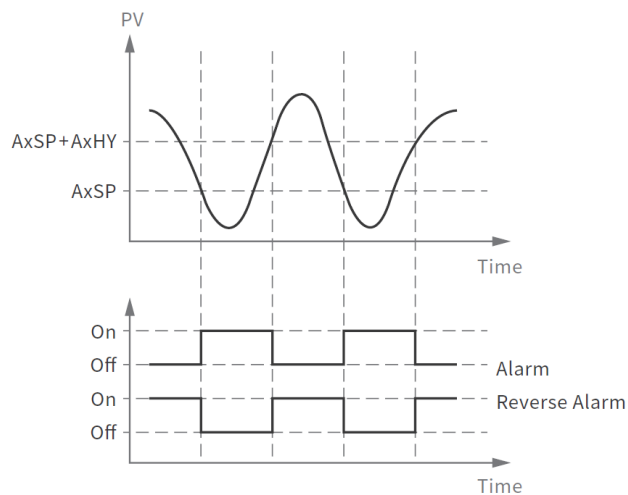 PV
AxSP+AxHY
AxSP
Time
On
Off
Alarm
On
Reverse Alarm
Off
Time